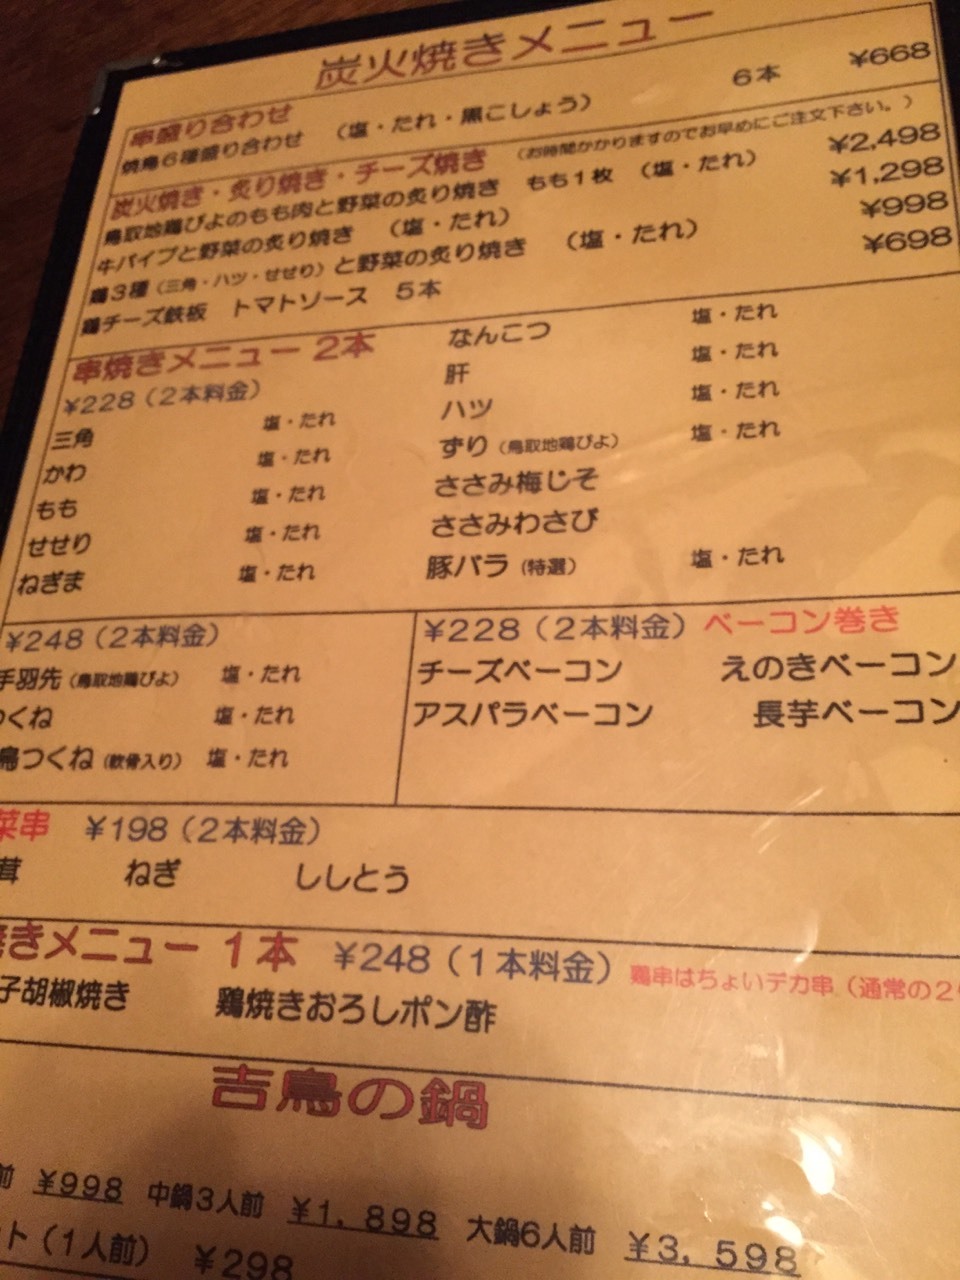 炭火焼きメニュー
串盛り合わせ
焼鳥6種盛り合わせ （塩・たれ・黒こしょう） 6本 ¥668
炭火焼き・炙り焼き・チーズ焼き （お時間かかりますのでお早めにご注文下さい。）
鳥取地鶏ぴよのもも肉と野菜の炙り焼き もも1枚 （塩・たれ） ¥2,498
牛パイプと野菜の炙り焼き （塩・たれ） ¥1,298
鶏3種（三角・ハツ・せせり）と野菜の炙り焼き （塩・たれ） ¥998
鶏チーズ鉄板 トマトソース 5本 ¥698
串焼きメニュー 2本
¥228（2本料金）
三角 塩・たれ
かわ 塩・たれ
もも 塩・たれ
せせり 塩・たれ
ねぎま 塩・たれ
なんこつ 塩・たれ
肝 塩・たれ
ハツ 塩・たれ
ずり（鳥取地鶏ぴよ） 塩・たれ
ささみ梅じそ
ささみわさび
豚バラ（特選） 塩・たれ
¥248（2本料金）
手羽先（鳥取地鶏ぴよ） 塩・たれ
つくね 塩・たれ
鳥つくね（軟骨入り） 塩・たれ
¥228（2本料金）ベーコン巻き
チーズベーコン えのきベーコン
アスパラベーコン 長芋ベーコン
菜串 ¥198（2本料金）
茸 ねぎ ししとう
焼きメニュー 1本 ¥248（1本料金）鶏串はちょいデカ串（通常の2
子胡椒焼き 鶏焼きおろしポン酢
吉鳥の鍋
前 ¥998 中鍋3人前 ¥1,898 大鍋6人前 ¥3,598
ト（1人前） ¥298